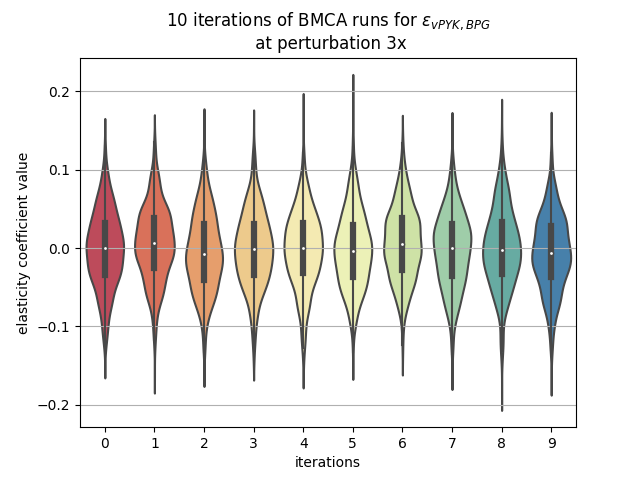 10 iterations of BMCA runs for ε_{vPYK,BPG}
at perturbation 3x
elasticity coefficient value
0.2
0.1
0.0
−0.1
−0.2
0 1 2 3 4 5 6 7 8 9
iterations